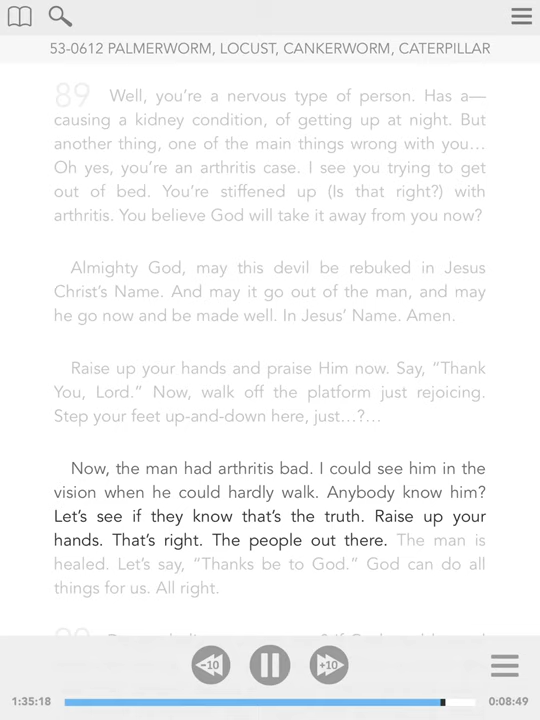 53-0612 PALMERWORM, LOCUST, CANKERWORM, CATERPILLAR
89 Well, you're a nervous type of person. Has a—
causing a kidney condition, of getting up at night. But
another thing, one of the main things wrong with you…
Oh yes, you're an arthritis case. I see you trying to get
out of bed. You're stiffened up (Is that right?) with
arthritis. You believe God will take it away from you now?
Almighty God, may this devil be rebuked in Jesus
Christ's Name. And may it go out of the man, and may
he go now and be made well. In Jesus' Name. Amen.
Raise up your hands and praise Him now. Say, “Thank
You, Lord.” Now, walk off the platform just rejoicing.
Step your feet up-and-down here, just…?…
Now, the man had arthritis bad. I could see him in the
vision when he could hardly walk. Anybody know him?
Let's see if they know that's the truth. Raise up your
hands. That's right. The people out there. The man is
healed. Let's say, “Thanks be to God.” God can do all
things for us. All right.
-10
+10
1:35:18
0:08:49